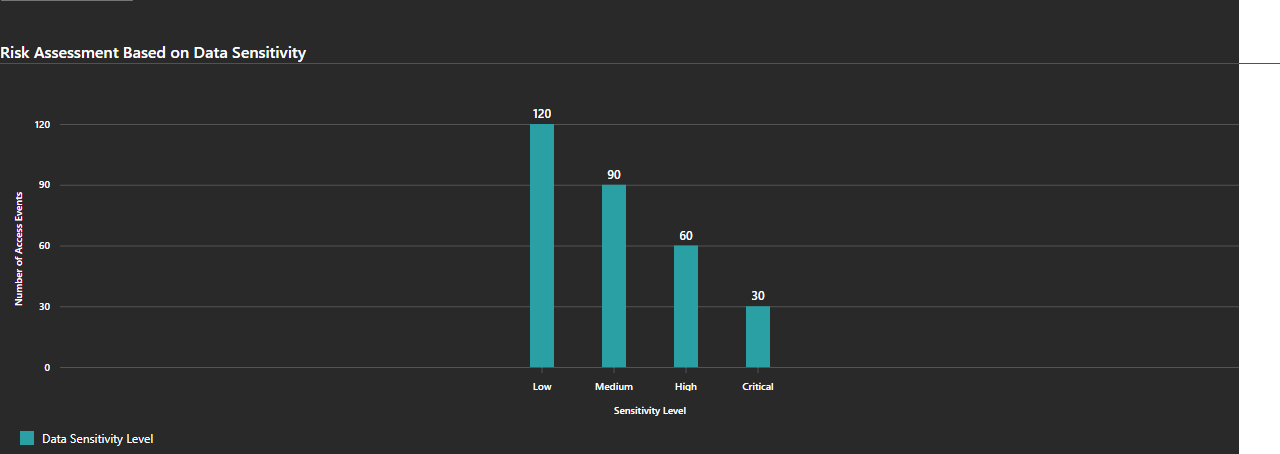 Risk Assessment Based on Data Sensitivity
120
90
60
30
120
90
60
30
0
Number of Access Events
Low Medium High Critical
Sensitivity Level
Data Sensitivity Level